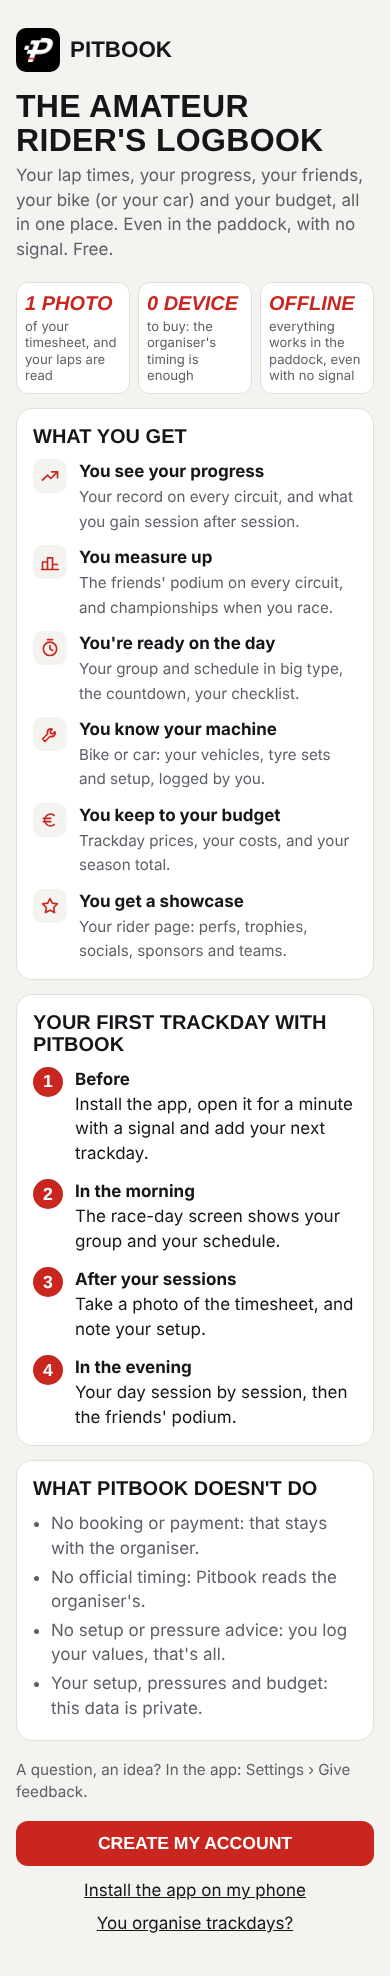 PITBOOK
THE AMATEUR
RIDER'S LOGBOOK
Your lap times, your progress, your friends,
your bike (or your car) and your budget, all
in one place. Even in the paddock, with no
signal. Free.
1 PHOTO
of your
timesheet, and
your laps are
read
0 DEVICE
to buy: the
organiser's
timing is
enough
OFFLINE
everything
works in the
paddock, even
with no signal
WHAT YOU GET
You see your progress
Your record on every circuit, and what
you gain session after session.
You measure up
The friends' podium on every circuit,
and championships when you race.
You're ready on the day
Your group and schedule in big type,
the countdown, your checklist.
You know your machine
Bike or car: your vehicles, tyre sets
and setup, logged by you.
€
You keep to your budget
Trackday prices, your costs, and your
season total.
You get a showcase
Your rider page: perfs, trophies,
socials, sponsors and teams.
YOUR FIRST TRACKDAY WITH
PITBOOK
1
Before
Install the app, open it for a minute
with a signal and add your next
trackday.
2
In the morning
The race-day screen shows your
group and your schedule.
3
After your sessions
Take a photo of the timesheet, and
note your setup.
4
In the evening
Your day session by session, then
the friends' podium.
WHAT PITBOOK DOESN'T DO
• No booking or payment: that stays
with the organiser.
• No official timing: Pitbook reads the
organiser's.
• No setup or pressure advice: you log
your values, that's all.
• Your setup, pressures and budget:
this data is private.
A question, an idea? In the app: Settings › Give
feedback.
CREATE MY ACCOUNT
Install the app on my phone
You organise trackdays?